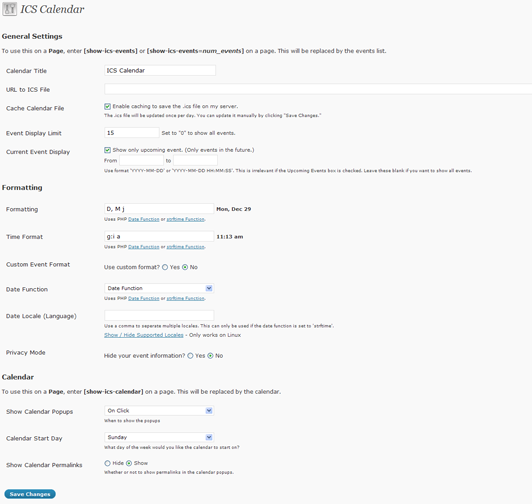 ICS Calendar
General Settings
To use this on a Page, enter [show-ics-events] or [show-ics-events=num_events] on a page. This will be replaced by the events list.
Calendar Title
ICS Calendar
URL to ICS File
Cache Calendar File
Enable caching to save the .ics file on my server.
The .ics file will be updated once per day. You can update it manually by clicking "Save Changes."
Event Display Limit
15
Set to "0" to show all events.
Current Event Display
Show only upcoming event. (Only events in the future.)
From to
Use format "YYYY-MM-DD" or "YYYY-MM-DD HH:MM:SS". This is irrelevant if the Upcoming Events box is checked. Leave these blank if you want to show all events.
Formatting
Formatting
D, M j
Mon, Dec 29
Uses PHP Date Function or strftime Function.
Time Format
g:i a
11:13 am
Uses PHP Date Function or strftime Function.
Custom Event Format
Use custom format? Yes No
Date Function
Date Function
Uses PHP Date Function or strftime Function.
Date Locale (Language)
Use a comma to separate multiple locales. This can only be used if the date function is set to 'strftime'.
Show / Hide Supported Locales - Only works on Linux
Privacy Mode
Hide your event information? Yes No
Calendar
To use this on a Page, enter [show-ics-calendar] on a page. This will be replaced by the calendar.
Show Calendar Popups
On Click
When to show the popups
Calendar Start Day
Sunday
What day of the week would you like the calendar to start on?
Show Calendar Permalinks
Hide Show
Whether or not to show permalinks in the calendar popups.
Save Changes